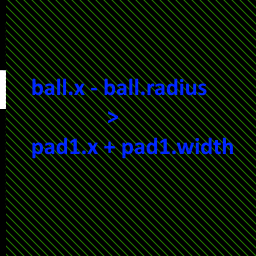 ball.x - ball.radius
>
pad1.x + pad1.width